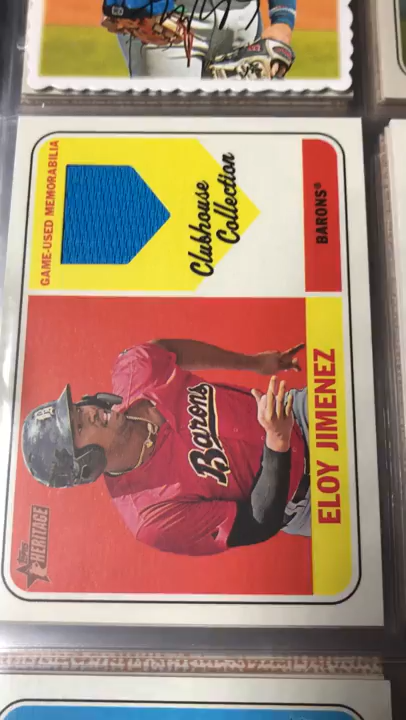 GAME-USED MEMORABILIA
Clubhouse
Collection
BARONS®
Topps
HERITAGE
Barons
ELOY JIMENEZ